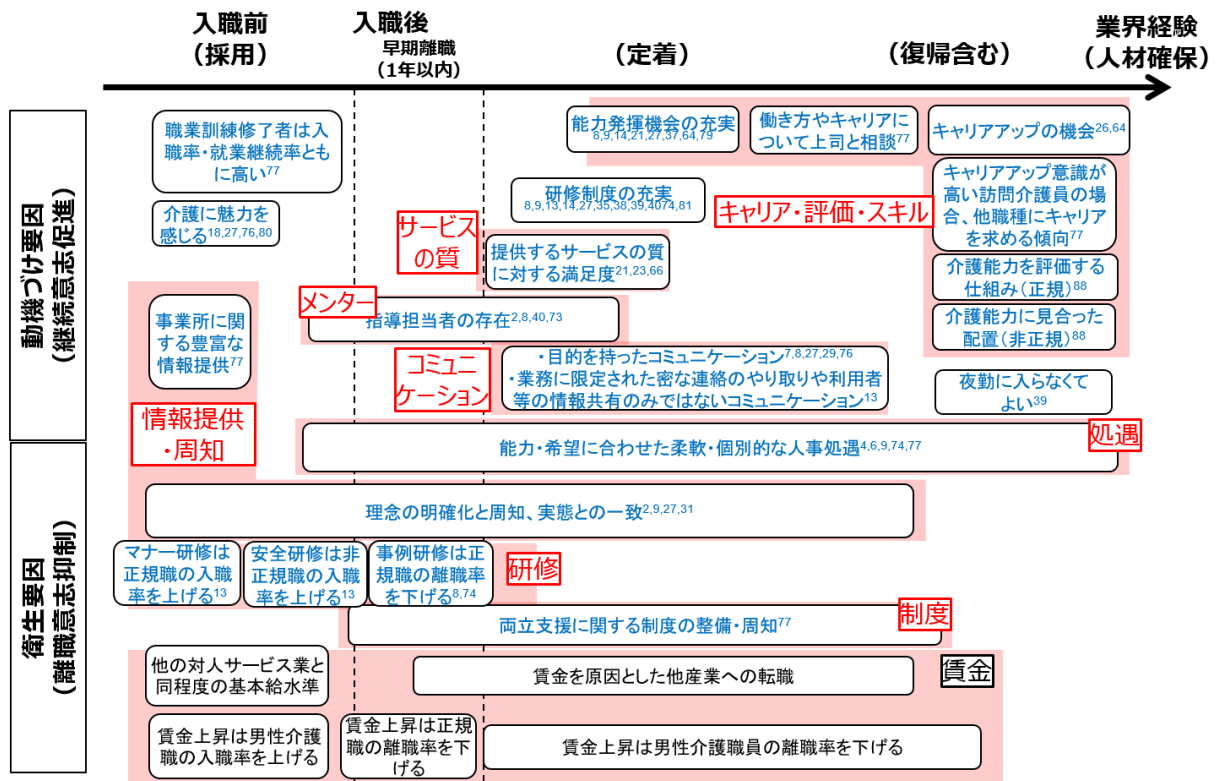 入職前
（採用）
入職後
早期離職
（1年以内）
（定着）
（復帰含む）
業界経験
（人材確保）
動機づけ要因
（継続意志促進）
職業訓練修了者は入
職率・就業継続率ともに高い77
介護に魅力を
感じる18,27,76,80
事業所に関
する豊富な
情報提供77
情報提供
・周知
能力発揮機会の充実
8,9,14,21,27,37,64,79
働き方やキャリアに
ついて上司と相談77
キャリアアップの機会26,64
研修制度の充実
8,9,13,14,27,35,38,39,4074,81
キャリア・評価・スキル
キャリアアップ意識が
高い訪問介護員の場
合、他職種にキャリア
を求める傾向77
サービス
の質
提供するサービスの質
に対する満足度21,23,66
介護能力を評価する
仕組み（正規）88
メンター
指導担当者の存在2,8,40,73
介護能力に見合った
配置（非正規）88
コミュニ
ケーション
・目的を持ったコミュニケーション7,8,27,29,76
・業務に限定された密な連絡のやり取りや利用者
等の情報共有のみではないコミュニケーション13
夜勤に入らなくて
よい39
処遇
能力・希望に合わせた柔軟・個別的な人事処遇4,6,9,74,77
衛生要因
（離職意志抑制）
理念の明確化と周知、実態との一致2,9,27,31
マナー研修は
正規職の入職
率を上げる13
安全研修は非
正規職の入職
率を上げる13
事例研修は正
規職の離職率
を下げる8,74
研修
両立支援に関する制度の整備・周知77
制度
他の対人サービス業と
同程度の基本給水準
賃金を原因とした他産業への転職
賃金
賃金上昇は男性介護
職の入職率を上げる
賃金上昇は正規
職の離職率を下
げる
賃金上昇は男性介護職員の離職率を下げる